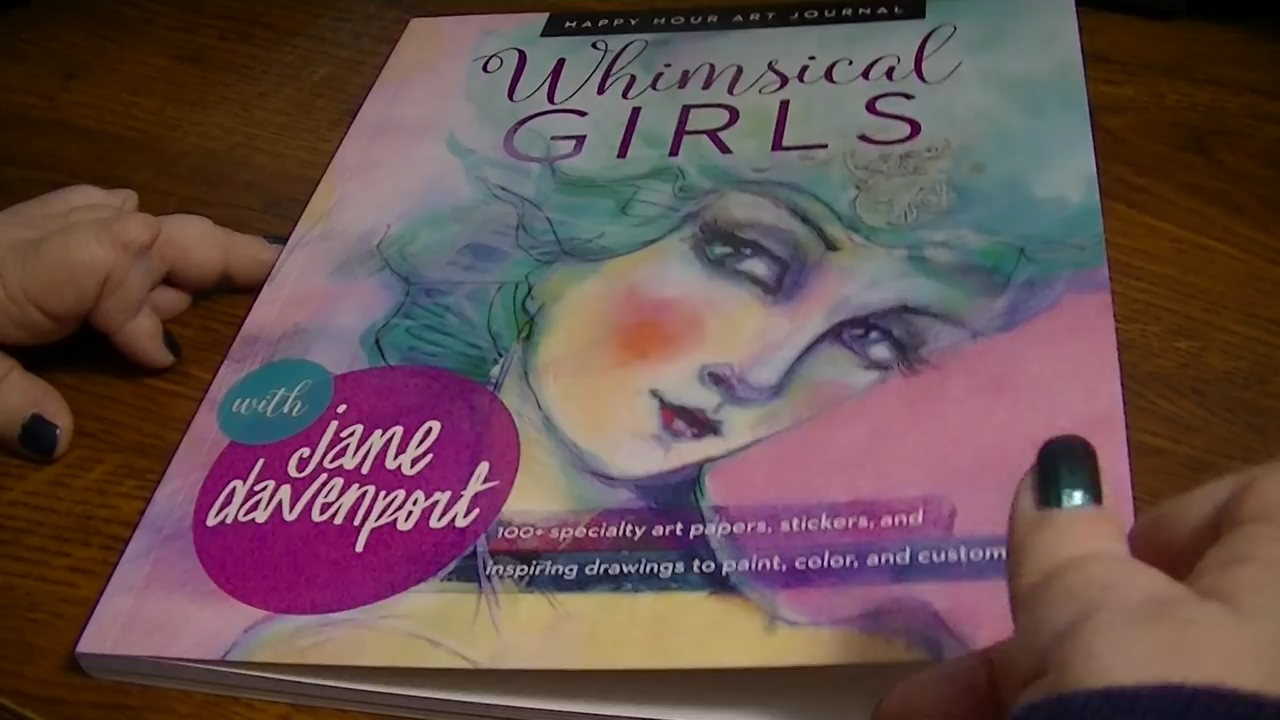 HAPPY HOUR ART JOURNAL
Whimsical
GIRLS
with
jane
davenport
100+ specialty art papers, stickers, and
inspiring drawings to paint, color, and custom